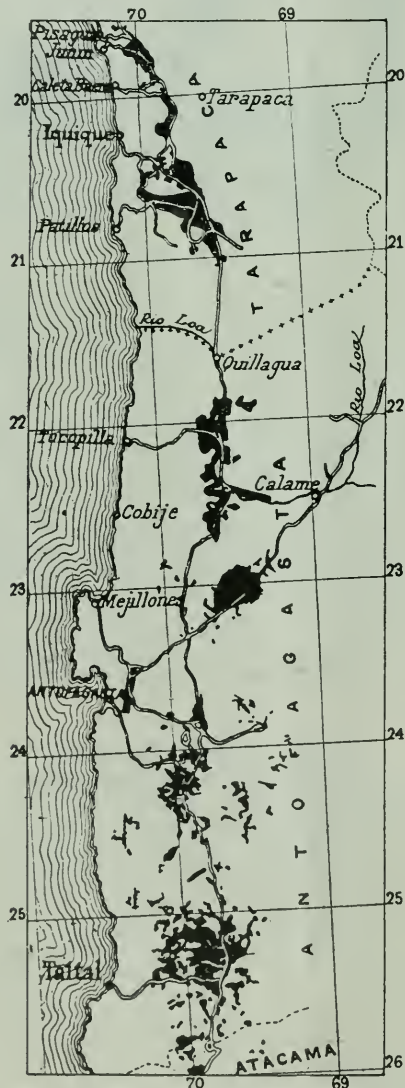 70
69
Pisagua
Junin
20
20
Caleta Buena
Tarapaca
Iquique
Patillos
TARAPACA
21
21
Rio Loa
Quillagua
Rio Loa
22
22
Tocopilla
Calame
Cobije
23
23
Mejillones
ANTOFAGASTA
ANTOFAGASTA
24
24
25
25
Taltal
ATACAMA
26
70
69